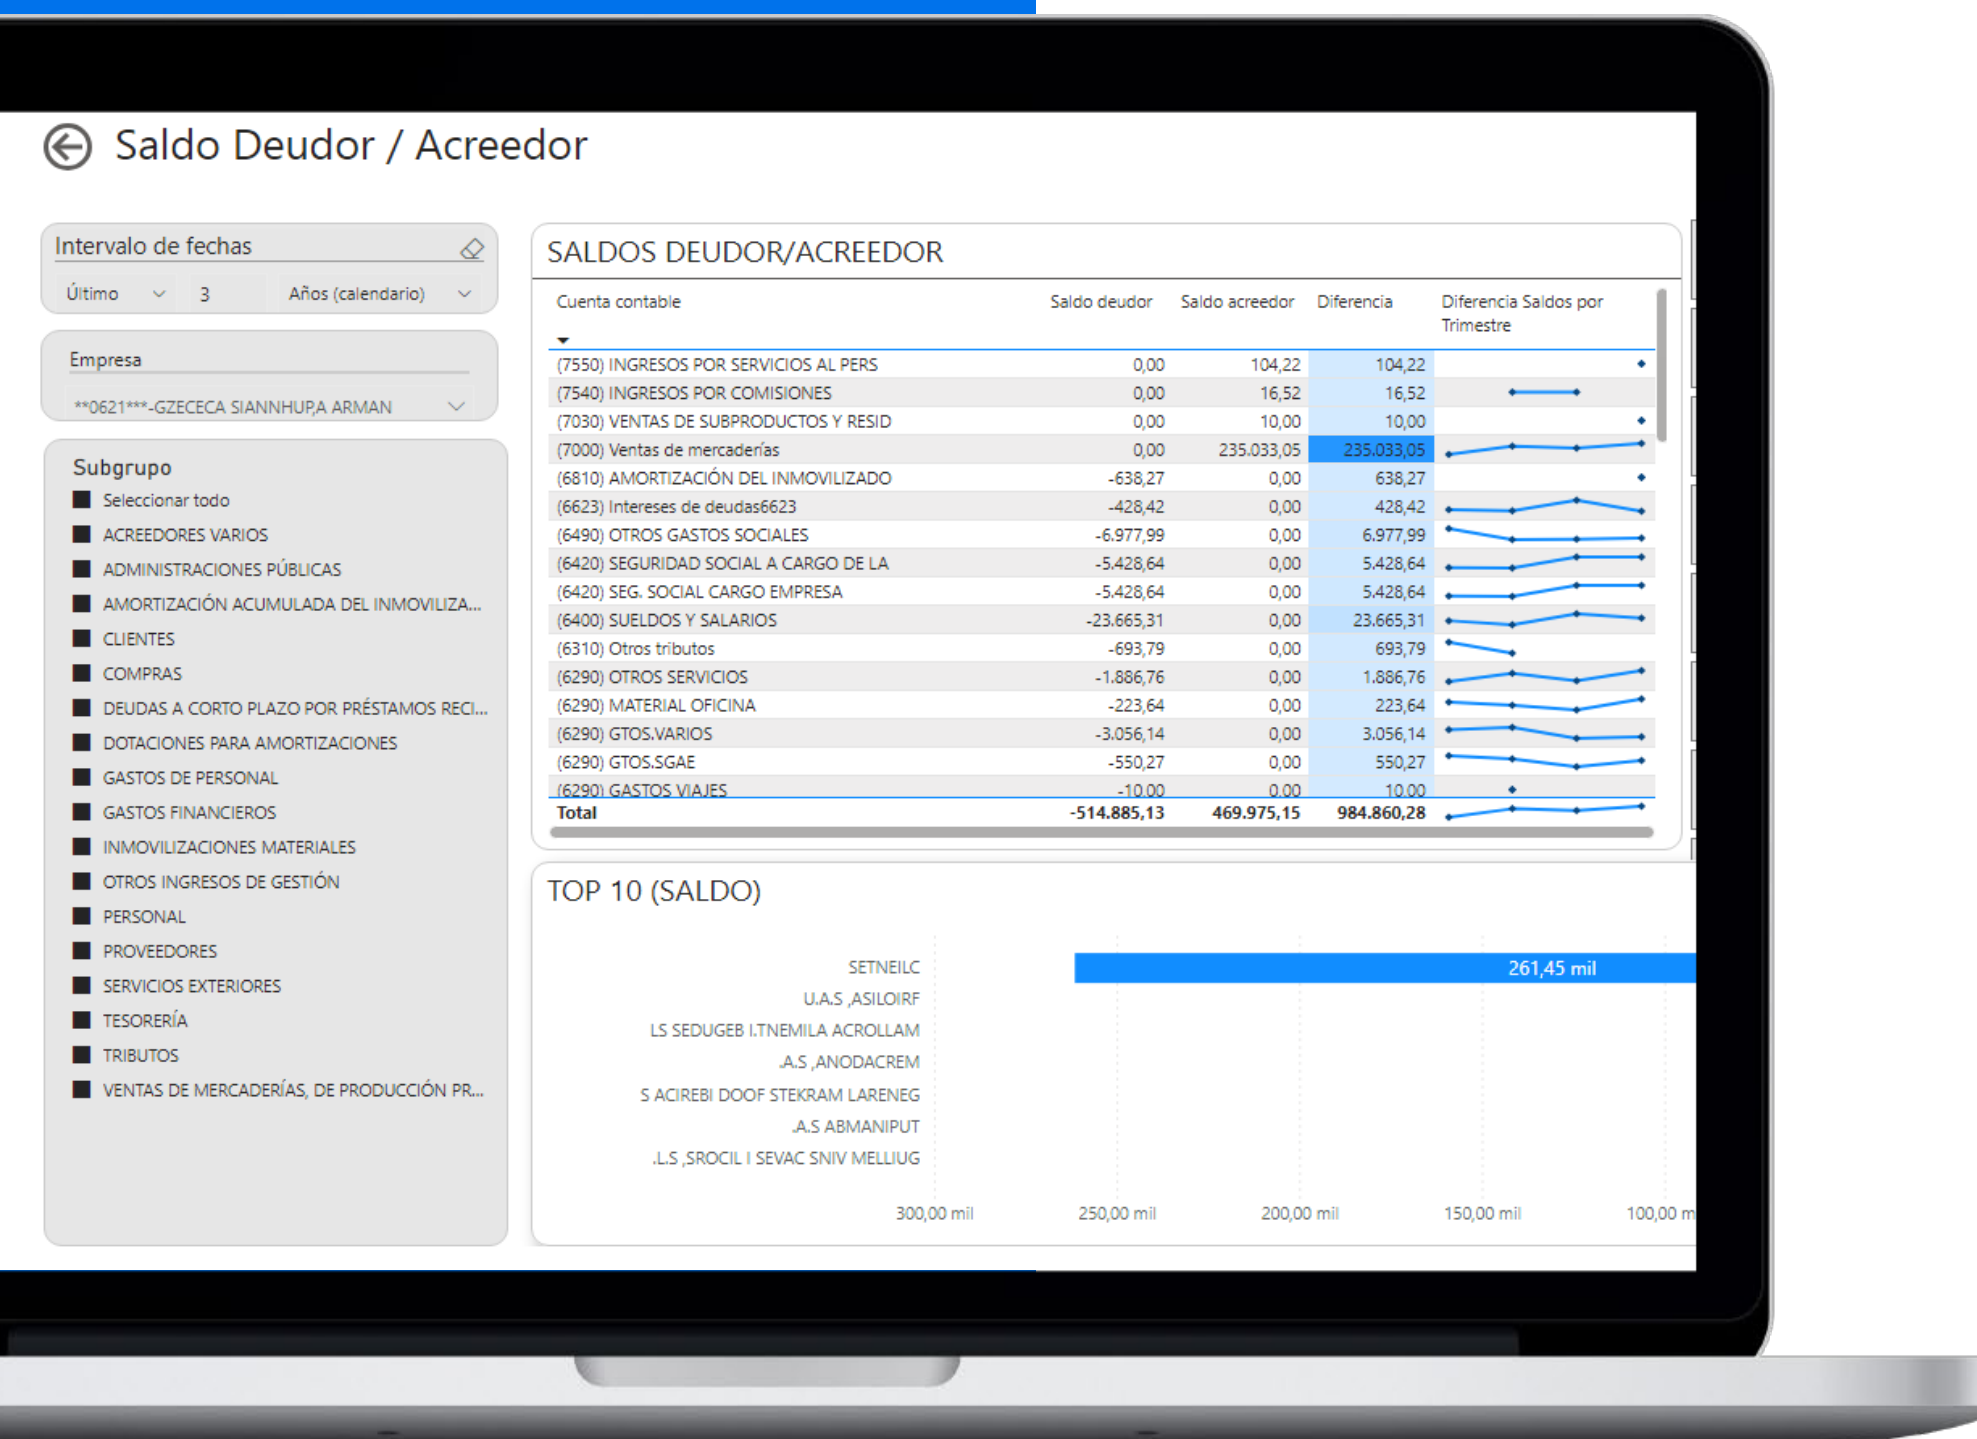 Saldo Deudor / Acreedor
Intervalo de fechas
Último 3 Años (calendario)
Empresa
**0621***-GZECECA SIANNHUP,A ARMAN
Subgrupo
Seleccionar todo
ACREEDORES VARIOS
ADMINISTRACIONES PÚBLICAS
AMORTIZACIÓN ACUMULADA DEL INMOVILIZA...
CLIENTES
COMPRAS
DEUDAS A CORTO PLAZO POR PRÉSTAMOS RECI...
DOTACIONES PARA AMORTIZACIONES
GASTOS DE PERSONAL
GASTOS FINANCIEROS
INMOVILIZACIONES MATERIALES
OTROS INGRESOS DE GESTIÓN
PERSONAL
PROVEEDORES
SERVICIOS EXTERIORES
TESORERÍA
TRIBUTOS
VENTAS DE MERCADERÍAS, DE PRODUCCIÓN PR...
SALDOS DEUDOR/ACREEDOR
Cuenta contable Saldo deudor Saldo acreedor Diferencia Diferencia Saldos por
Trimestre
(7550) INGRESOS POR SERVICIOS AL PERS 0,00 104,22 104,22
(7540) INGRESOS POR COMISIONES 0,00 16,52 16,52
(7030) VENTAS DE SUBPRODUCTOS Y RESID 0,00 10,00 10,00
(7000) Ventas de mercaderías 0,00 235.033,05 235.033,05
(6810) AMORTIZACIÓN DEL INMOVILIZADO -638,27 0,00 638,27
(6623) Intereses de deudas6623 -428,42 0,00 428,42
(6490) OTROS GASTOS SOCIALES -6.977,99 0,00 6.977,99
(6420) SEGURIDAD SOCIAL A CARGO DE LA -5.428,64 0,00 5.428,64
(6420) SEG. SOCIAL CARGO EMPRESA -5.428,64 0,00 5.428,64
(6400) SUELDOS Y SALARIOS -23.665,31 0,00 23.665,31
(6310) Otros tributos -693,79 0,00 693,79
(6290) OTROS SERVICIOS -1.886,76 0,00 1.886,76
(6290) MATERIAL OFICINA -223,64 0,00 223,64
(6290) GTOS.VARIOS -3.056,14 0,00 3.056,14
(6290) GTOS.SGAE -550,27 0,00 550,27
(6290) GASTOS VIAJES -10,00 0,00 10,00
Total -514.885,13 469.975,15 984.860,28
TOP 10 (SALDO)
SETNEILC 261,45 mil
U.A.S ,ASILOIRF
LS SEDUGEB I.TNEMILA ACROLLAM
.A.S ,ANODACREM
S ACIREBI DOOF STEKRAM LARENEG
.A.S ABMANIPUT
.L.S ,SROCIL I SEVAC SNIV MELLIUG
300,00 mil 250,00 mil 200,00 mil 150,00 mil 100,00 m